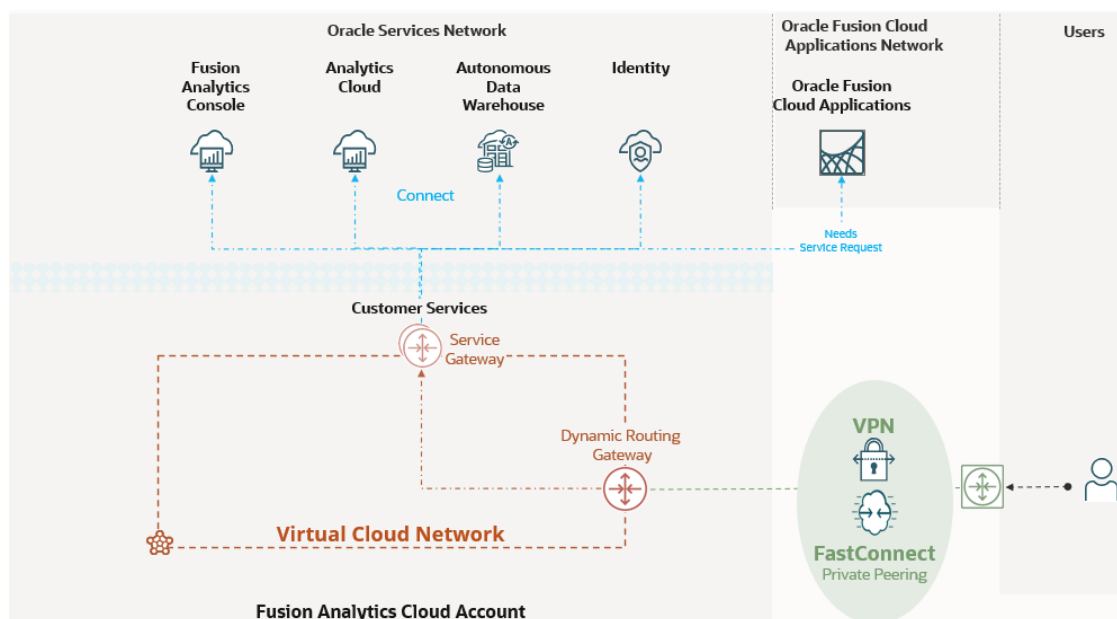 Oracle Services Network
Oracle Fusion Cloud
Applications Network
Users
Fusion
Analytics
Console
Analytics
Cloud
Autonomous
Data
Warehouse
Identity
Oracle Fusion
Cloud Applications
A
Connect
Needs
Service Request
Customer Services
Service
Gateway
Dynamic Routing
Gateway
VPN
Virtual Cloud Network
FastConnect
Private Peering
Fusion Analytics Cloud Account